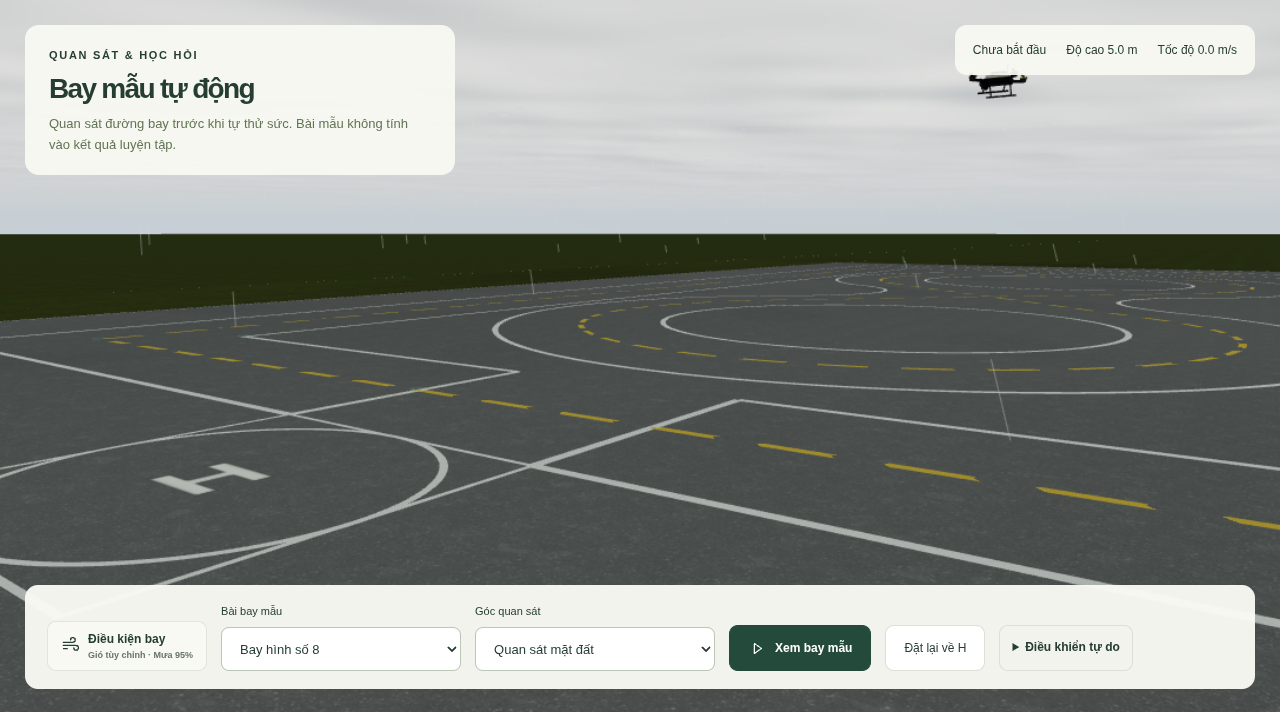 QUAN SÁT & HỌC HỎI
Bay mẫu tự động
Quan sát đường bay trước khi tự thử sức. Bài mẫu không tính
vào kết quả luyện tập.
Chưa bắt đầu Độ cao 5.0 m Tốc độ 0.0 m/s
H
Bài bay mẫu Góc quan sát
Điều kiện bay
Gió tùy chỉnh · Mưa 95%
Bay hình số 8 Quan sát mặt đất Xem bay mẫu Đặt lại về H Điều khiển tự do